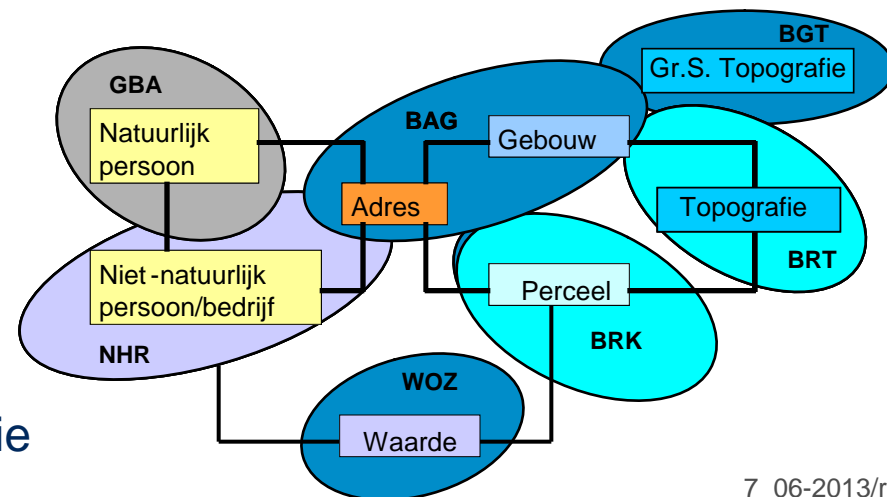 BGT
Gr.S. Topografie
GBA
BAG
Natuurlijk
persoon
Gebouw
Adres
Topografie
Niet-natuurlijk
persoon/bedrijf
Perceel
BRT
NHR
BRK
WOZ
Waarde
ie
7 06-2013/r